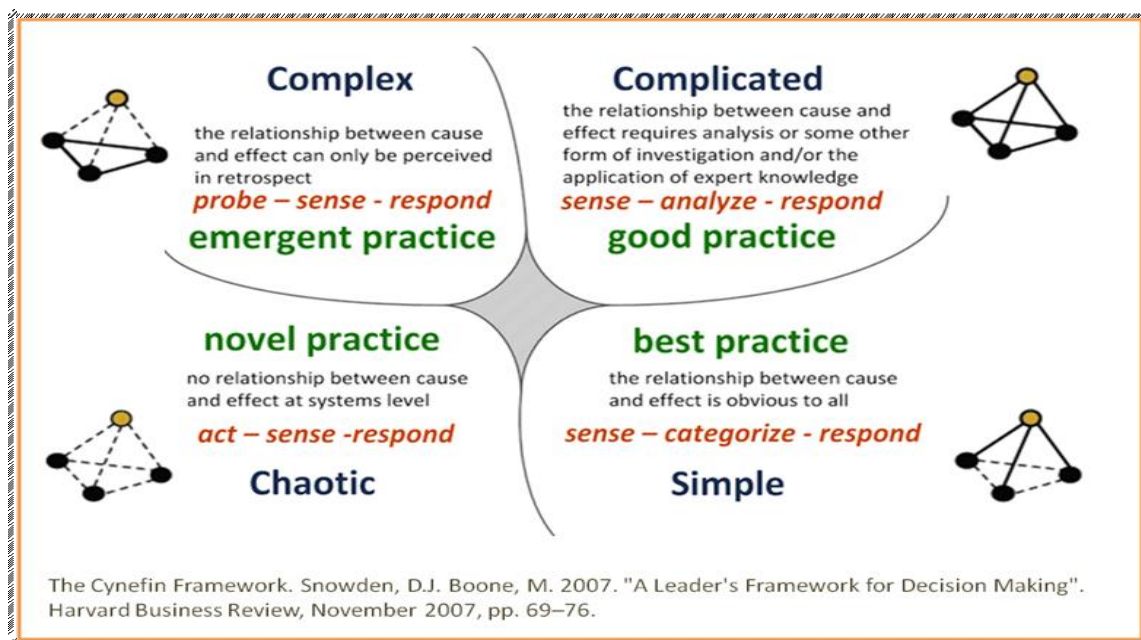 Complex
the relationship between cause
and effect can only be perceived
in retrospect
probe – sense - respond
emergent practice
Complicated
the relationship between cause and
effect requires analysis or some other
form of investigation and/or the
application of expert knowledge
sense – analyze - respond
good practice
novel practice
no relationship between cause
and effect at systems level
act – sense -respond
Chaotic
best practice
the relationship between cause
and effect is obvious to all
sense – categorize - respond
Simple
The Cynefin Framework. Snowden, D.J. Boone, M. 2007. "A Leader's Framework for Decision Making".
Harvard Business Review, November 2007, pp. 69–76.